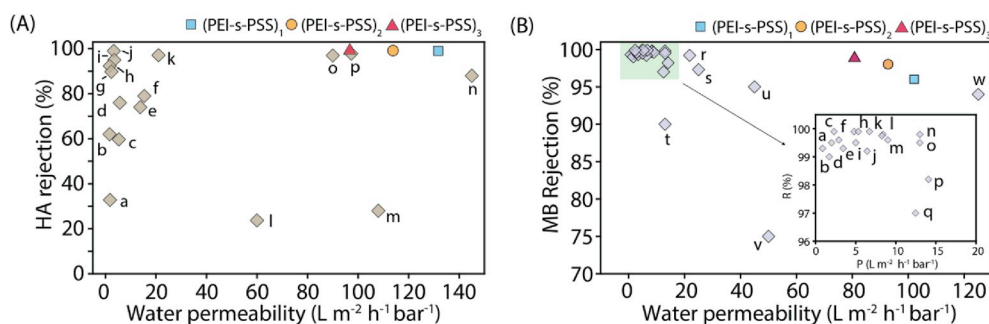 (A)
(PEI-s-PSS)₁ (PEI-s-PSS)₂ (PEI-s-PSS)₃
HA rejection (%)
100
80
60
40
20
0
i
j
g
h
k
d
f
e
b
c
a
o
p
n
l
m
0 20 40 60 80 100 120 140
Water permeability (L m⁻² h⁻¹ bar⁻¹)
(B)
(PEI-s-PSS)₁ (PEI-s-PSS)₂ (PEI-s-PSS)₃
MB Rejection (%)
100
95
90
85
80
75
70
r
s
u
t
v
w
R (%)
100
99
98
97
96
c f h k l n
a m o
b d e i j
p
q
0 5 10 15 20
P (L m⁻² h⁻¹ bar⁻¹)
0 20 40 60 80 100 120
Water permeability (L m⁻² h⁻¹ bar⁻¹)